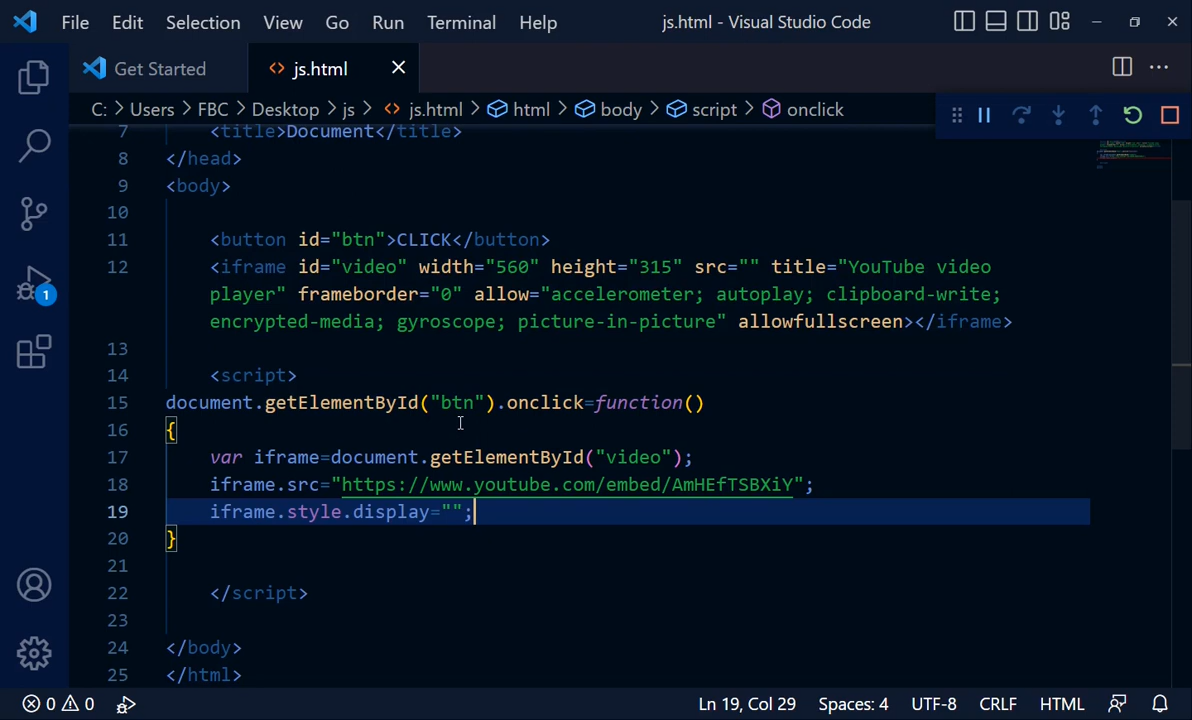 File Edit Selection View Go Run Terminal Help js.html - Visual Studio Code
Get Started js.html
C: > Users > FBC > Desktop > js > js.html > html > body > script > onclick
7 <title>Document</title>
8 </head>
9 <body>
10
11 <button id="btn">CLICK</button>
12 <iframe id="video" width="560" height="315" src="" title="YouTube video
player" frameborder="0" allow="accelerometer; autoplay; clipboard-write;
encrypted-media; gyroscope; picture-in-picture" allowfullscreen></iframe>
13
14 <script>
15 document.getElementById("btn").onclick=function()
16 {
17 var iframe=document.getElementById("video");
18 iframe.src="https://www.youtube.com/embed/AmHEfTSBXiY";
19 iframe.style.display="";
20 }
21
22 </script>
23
24 </body>
25 </html>
1
0 0 Ln 19, Col 29 Spaces: 4 UTF-8 CRLF HTML